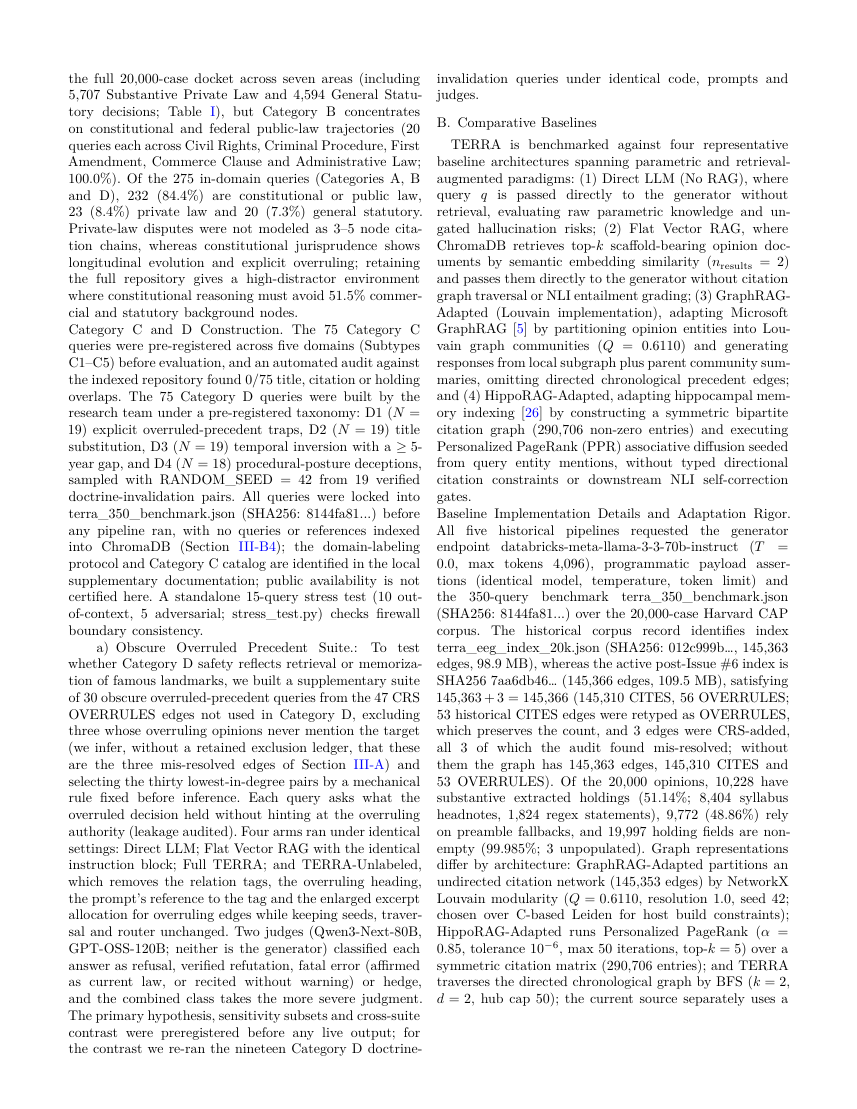 the full 20,000-case docket across seven areas (including
5,707 Substantive Private Law and 4,594 General Statu-
tory decisions; Table I), but Category B concentrates
on constitutional and federal public-law trajectories (20
queries each across Civil Rights, Criminal Procedure, First
Amendment, Commerce Clause and Administrative Law;
100.0%). Of the 275 in-domain queries (Categories A, B
and D), 232 (84.4%) are constitutional or public law,
23 (8.4%) private law and 20 (7.3%) general statutory.
Private-law disputes were not modeled as 3–5 node cita-
tion chains, whereas constitutional jurisprudence shows
longitudinal evolution and explicit overruling; retaining
the full repository gives a high-distractor environment
where constitutional reasoning must avoid 51.5% commer-
cial and statutory background nodes.
Category C and D Construction. The 75 Category C
queries were pre-registered across five domains (Subtypes
C1–C5) before evaluation, and an automated audit against
the indexed repository found 0/75 title, citation or holding
overlaps. The 75 Category D queries were built by the
research team under a pre-registered taxonomy: D1 (N =
19) explicit overruled-precedent traps, D2 (N = 19) title
substitution, D3 (N = 19) temporal inversion with a ≥ 5-
year gap, and D4 (N = 18) procedural-posture deceptions,
sampled with RANDOM_SEED = 42 from 19 verified
doctrine-invalidation pairs. All queries were locked into
terra_350_benchmark.json (SHA256: 8144fa81...) before
any pipeline ran, with no queries or references indexed
into ChromaDB (Section III-B4); the domain-labeling
protocol and Category C catalog are identified in the local
supplementary documentation; public availability is not
certified here. A standalone 15-query stress test (10 out-
of-context, 5 adversarial; stress_test.py) checks firewall
boundary consistency.
a) Obscure Overruled Precedent Suite.: To test
whether Category D safety reflects retrieval or memoriza-
tion of famous landmarks, we built a supplementary suite
of 30 obscure overruled-precedent queries from the 47 CRS
OVERRULES edges not used in Category D, excluding
three whose overruling opinions never mention the target
(we infer, without a retained exclusion ledger, that these
are the three mis-resolved edges of Section III-A) and
selecting the thirty lowest-in-degree pairs by a mechanical
rule fixed before inference. Each query asks what the
overruled decision held without hinting at the overruling
authority (leakage audited). Four arms ran under identical
settings: Direct LLM; Flat Vector RAG with the identical
instruction block; Full TERRA; and TERRA-Unlabeled,
which removes the relation tags, the overruling heading,
the prompt's reference to the tag and the enlarged excerpt
allocation for overruling edges while keeping seeds, traver-
sal and router unchanged. Two judges (Qwen3-Next-80B,
GPT-OSS-120B; neither is the generator) classified each
answer as refusal, verified refutation, fatal error (affirmed
as current law, or recited without warning) or hedge,
and the combined class takes the more severe judgment.
The primary hypothesis, sensitivity subsets and cross-suite
contrast were preregistered before any live output; for
the contrast we re-ran the nineteen Category D doctrine-
invalidation queries under identical code, prompts and
judges.
B. Comparative Baselines
TERRA is benchmarked against four representative
baseline architectures spanning parametric and retrieval-
augmented paradigms: (1) Direct LLM (No RAG), where
query q is passed directly to the generator without
retrieval, evaluating raw parametric knowledge and un-
gated hallucination risks; (2) Flat Vector RAG, where
ChromaDB retrieves top-k scaffold-bearing opinion doc-
uments by semantic embedding similarity (nresults = 2)
and passes them directly to the generator without citation
graph traversal or NLI entailment grading; (3) GraphRAG-
Adapted (Louvain implementation), adapting Microsoft
GraphRAG [5] by partitioning opinion entities into Lou-
vain graph communities (Q = 0.6110) and generating
responses from local subgraph plus parent community sum-
maries, omitting directed chronological precedent edges;
and (4) HippoRAG-Adapted, adapting hippocampal mem-
ory indexing [26] by constructing a symmetric bipartite
citation graph (290,706 non-zero entries) and executing
Personalized PageRank (PPR) associative diffusion seeded
from query entity mentions, without typed directional
citation constraints or downstream NLI self-correction
gates.
Baseline Implementation Details and Adaptation Rigor.
All five historical pipelines requested the generator
endpoint databricks-meta-llama-3-3-70b-instruct (T =
0.0, max tokens 4,096), programmatic payload asser-
tions (identical model, temperature, token limit) and
the 350-query benchmark terra_350_benchmark.json
(SHA256: 8144fa81...) over the 20,000-case Harvard CAP
corpus. The historical corpus record identifies index
terra_eeg_index_20k.json (SHA256: 012c999b..., 145,363
edges, 98.9 MB), whereas the active post-Issue #6 index is
SHA256 7aa6db46... (145,366 edges, 109.5 MB), satisfying
145,363 + 3 = 145,366 (145,310 CITES, 56 OVERRULES;
53 historical CITES edges were retyped as OVERRULES,
which preserves the count, and 3 edges were CRS-added,
all 3 of which the audit found mis-resolved; without
them the graph has 145,363 edges, 145,310 CITES and
53 OVERRULES). Of the 20,000 opinions, 10,228 have
substantive extracted holdings (51.14%; 8,404 syllabus
headnotes, 1,824 regex statements), 9,772 (48.86%) rely
on preamble fallbacks, and 19,997 holding fields are non-
empty (99.985%; 3 unpopulated). Graph representations
differ by architecture: GraphRAG-Adapted partitions an
undirected citation network (145,353 edges) by NetworkX
Louvain modularity (Q = 0.6110, resolution 1.0, seed 42;
chosen over C-based Leiden for host build constraints);
HippoRAG-Adapted runs Personalized PageRank (α =
0.85, tolerance 10⁻⁶, max 50 iterations, top-k = 5) over a
symmetric citation matrix (290,706 entries); and TERRA
traverses the directed chronological graph by BFS (k = 2,
d = 2, hub cap 50); the current source separately uses a